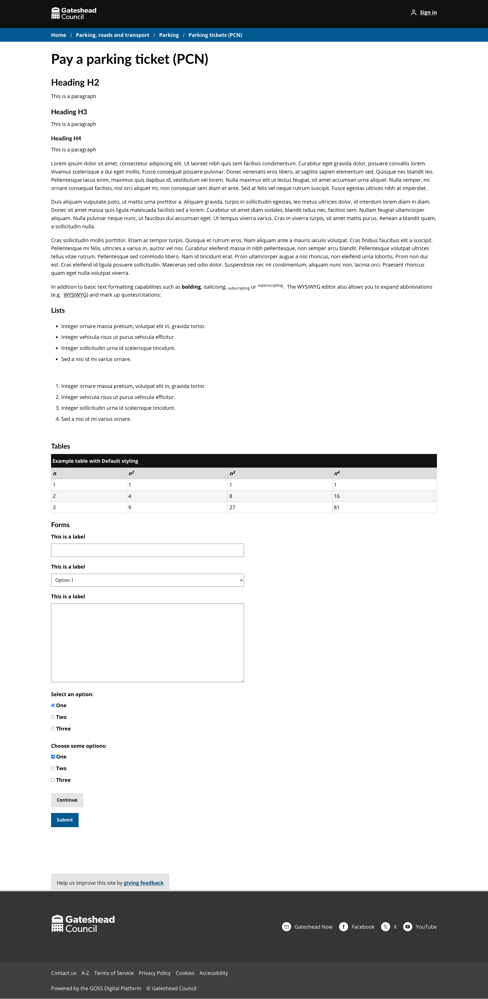 Gateshead
Council
Sign in
Home / Parking, roads and transport / Parking / Parking tickets (PCN)
Pay a parking ticket (PCN)
Heading H2
This is a paragraph
Heading H3
This is a paragraph
Heading H4
This is a paragraph
Lorem ipsum dolor sit amet, consectetur adipiscing elit. Ut laoreet nibh quis sem facilisis condimentum. Curabitur eget gravida dolor, posuere convallis lorem.
Vivamus scelerisque a dui eget mollis. Fusce consequat posuere pulvinar. Donec venenatis eros libero, at sagittis sapien elementum sed. Quisque nec blandit leo.
Pellentesque lacus enim, maximus quis dapibus id, vestibulum vel lorem. Nulla maximus elit ut lectus feugiat, sit amet accumsan urna aliquet. Nulla semper, mi
ornare consequat facilisis, nisl orci aliquet mi, non consequat sem diam et ante. Sed at felis vel neque rutrum suscipit. Fusce egestas ultrices nibh at imperdiet.
Duis aliquam vulputate justo, ut mattis urna porttitor a. Aliquam gravida, turpis in sollicitudin egestas, leo metus ultricies dolor, id interdum lorem diam in diam.
Donec sit amet massa quis ligula malesuada facilisis sed a lorem. Curabitur sit amet diam sodales, blandit tellus nec, facilisis sem. Nullam feugiat ullamcorper
aliquam. Nulla pulvinar neque nunc, ut faucibus dui accumsan eget. Ut tempus viverra varius. Cras in viverra turpis, sit amet mattis purus. Aenean a blandit quam,
a sollicitudin nulla.
Cras sollicitudin mollis porttitor. Etiam ac tempor turpis. Quisque et rutrum eros. Nam aliquam ante a mauris iaculis volutpat. Cras finibus faucibus elit a suscipit.
Pellentesque mi felis, ultricies a varius in, auctor vel nisi. Curabitur eleifend massa in nibh pellentesque, non semper arcu blandit. Pellentesque volutpat ultrices
tellus vitae rutrum. Pellentesque sed commodo libero. Nam id tincidunt erat. Proin ullamcorper augue a nisi rhoncus, non eleifend urna lobortis. Proin non dui
est. Cras eleifend id ligula posuere sollicitudin. Maecenas sed odio dolor. Suspendisse nec mi condimentum, aliquam nunc non, lacinia orci. Praesent rhoncus
quam eget nulla volutpat viverra.
In addition to basic text formatting capabilities such as bolding, italicising, subscripting or superscripting. The WYSIWYG editor also allows you to expand abbreviations
(e.g. WYSIWYG) and mark up quotes/citations:
Lists
• Integer ornare massa pretium, volutpat elit in, gravida tortor.
• Integer vehicula risus ut purus vehicula efficitur.
• Integer sollicitudin urna id scelerisque tincidunt.
• Sed a nisi id mi varius ornare.
1. Integer ornare massa pretium, volutpat elit in, gravida tortor.
2. Integer vehicula risus ut purus vehicula efficitur.
3. Integer sollicitudin urna id scelerisque tincidunt.
4. Sed a nisi id mi varius ornare.
Tables
Example table with Default styling
n n² n³ n⁴
1 1 1 1
2 4 8 16
3 9 27 81
Forms
This is a label
This is a label
Option 1
This is a label
Select an option:
One
Two
Three
Choose some options:
One
Two
Three
Continue
Submit
Help us improve this site by giving feedback
Gateshead
Council
Gateshead Now Facebook X YouTube
Contact us A-Z Terms of Service Privacy Policy Cookies Accessibility
Powered by the GOSS Digital Platform © Gateshead Council